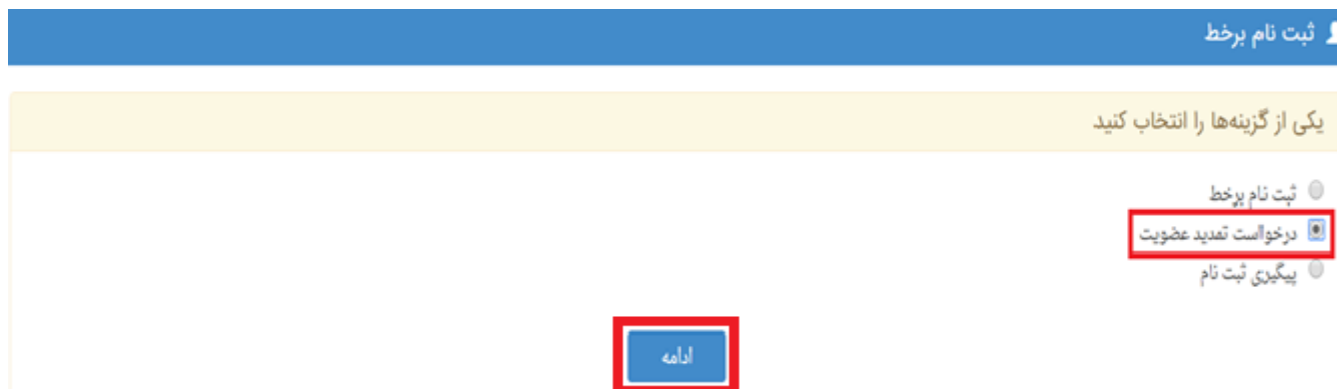 ثبت نام برخط
یکی از گزینه‌ها را انتخاب کنید
ثبت نام برخط
درخواست تمدید عضویت
پیگیری ثبت نام
ادامه